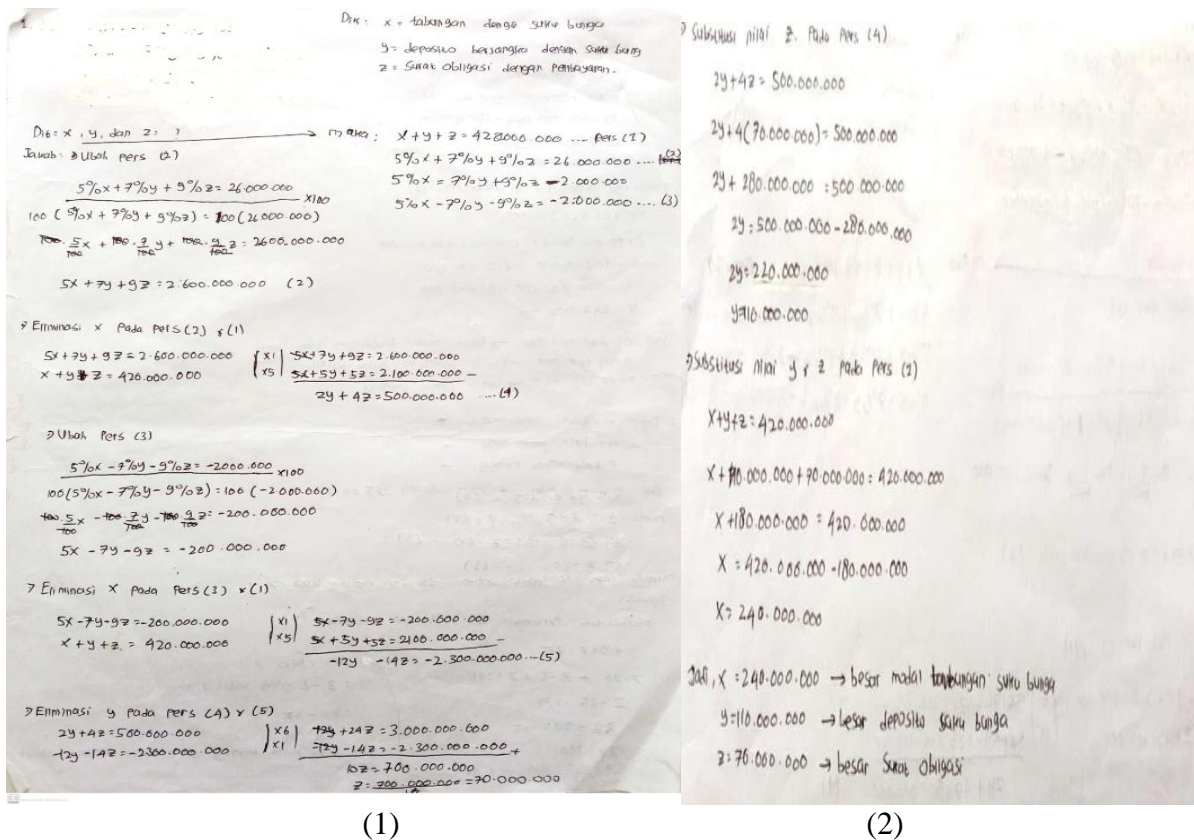 1.
Dik : x = tabungan denga suku bunga
y = deposito berjangka dengan suku bung
z = surat obligasi dengan pembayaran.
Dit = x, y, dan z : ? → maka : x + y + z = 420.000.000 .... Pers (1)
5%x + 7%y + 9%z = 26.000.000 .... (2)
5%x = 7%y + 9%z - 2.000.000
5%x - 7%y - 9%z = -2.000.000 .... (3)
Jawab : Ubah pers (2)
5%x + 7%y + 9%z = 26.000.000 x100
100 (5%x + 7%y + 9%z) = 100 (26.000.000)
100 . 5/100 x + 100 . 7/100 y + 100 . 9/100 z = 2600.000.000
5x + 7y + 9z = 2.600.000.000 (2)
> Eliminasi x Pada Pers (2) & (1)
5x + 7y + 9z = 2.600.000.000 | x1 | 5x + 7y + 9z = 2.600.000.000
x + y + z = 420.000.000 | x5 | 5x + 5y + 5z = 2.100.000.000 -
2y + 4z = 500.000.000 ....(4)
> Ubah Pers (3)
5%x - 7%y - 9%z = -2000.000 x100
100 (5%x - 7%y - 9%z) = 100 (-2.000.000)
100 . 5/100 x - 100 . 7/100 y - 100 . 9/100 z = -200.000.000
5x - 7y - 9z = -200.000.000
> Eliminasi x Pada Pers (3) & (1)
5x - 7y - 9z = -200.000.000 | x1 | 5x - 7y - 9z = -200.000.000
x + y + z = 420.000.000 | x5 | 5x + 5y + 5z = 2100.000.000 -
-12y - 14z = -2.300.000.000 ...(5)
> Eliminasi y Pada Pers (4) & (5)
2y + 4z = 500.000.000 | x6 | 12y + 24z = 3.000.000.000
-12y - 14z = -2300.000.000 | x1 | -12y - 14z = -2.300.000.000 +
10z = 700.000.000
z = 700.000.000/10 = 70.000.000
> Substitusi nilai z Pada Pers (4)
2y + 4z = 500.000.000
2y + 4(70.000.000) = 500.000.000
2y + 280.000.000 = 500.000.000
2y = 500.000.000 - 280.000.000
2y = 220.000.000
y = 110.000.000
> Substitusi nilai y & z Pada Pers (1)
x + y + z = 420.000.000
x + 110.000.000 + 70.000.000 = 420.000.000
x + 180.000.000 = 420.000.000
x = 420.000.000 - 180.000.000
x = 240.000.000
Jadi, x = 240.000.000 → besar modal tabungan suku bunga
y = 110.000.000 → besar deposito suku bunga
z = 70.000.000 → besar surat obligasi
(1)
(2)